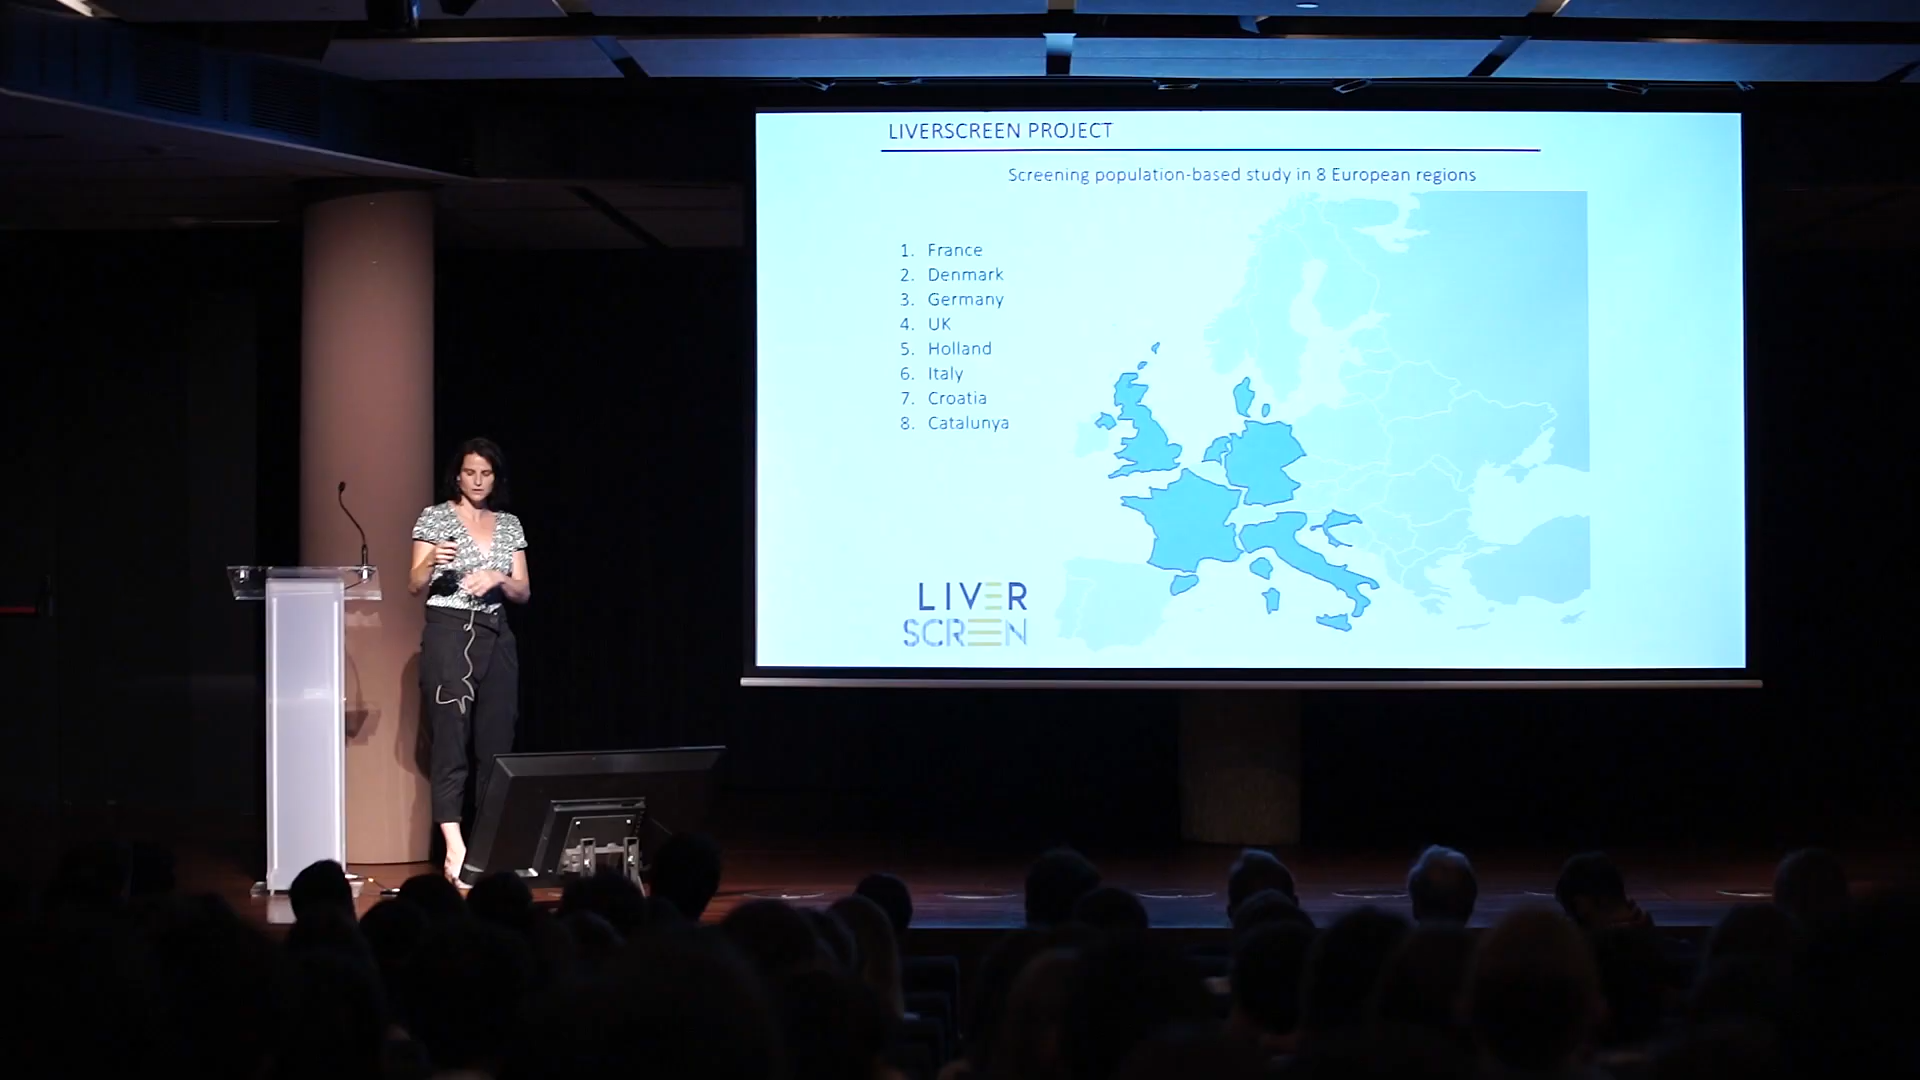 LIVERSCREEN PROJECT
Screening population-based study in 8 European regions
1. France
2. Denmark
3. Germany
4. UK
5. Holland
6. Italy
7. Croatia
8. Catalunya
LIVER
SCREEN